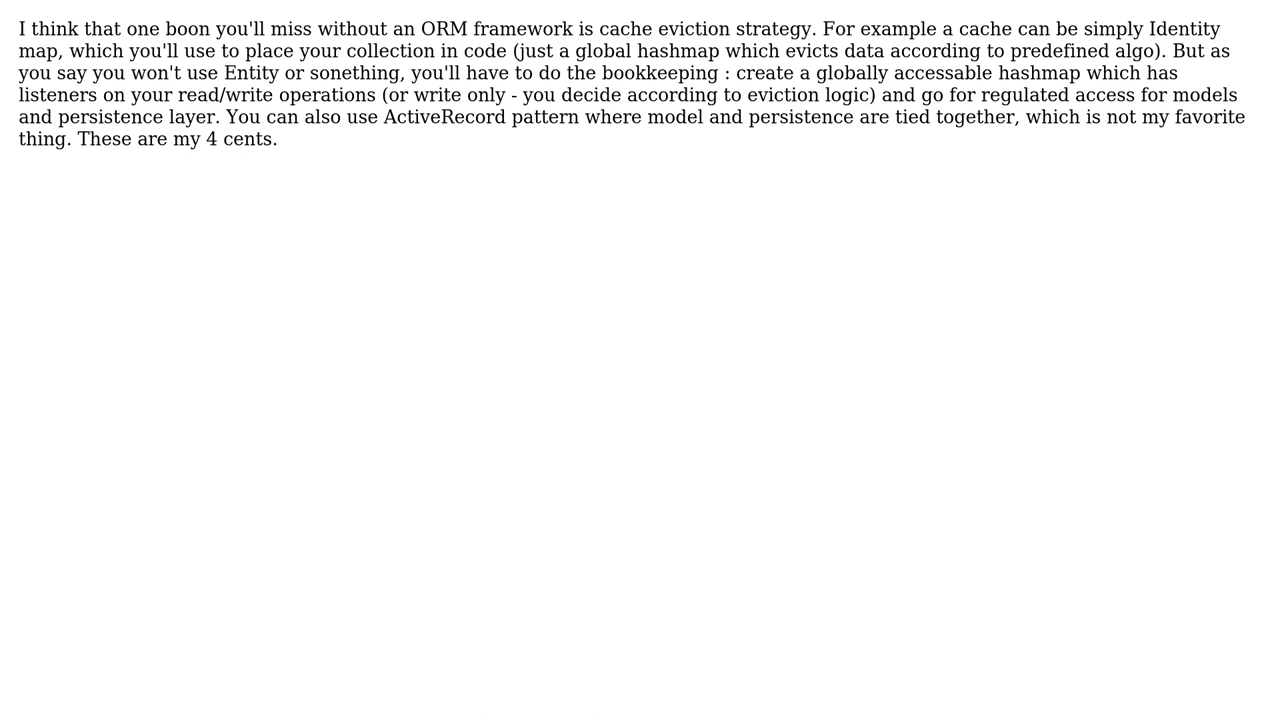 I think that one boon you'll miss without an ORM framework is cache eviction strategy. For example a cache can be simply Identity
map, which you'll use to place your collection in code (just a global hashmap which evicts data according to predefined algo). But as
you say you won't use Entity or sonething, you'll have to do the bookkeeping : create a globally accessable hashmap which has
listeners on your read/write operations (or write only - you decide according to eviction logic) and go for regulated access for models
and persistence layer. You can also use ActiveRecord pattern where model and persistence are tied together, which is not my favorite
thing. These are my 4 cents.